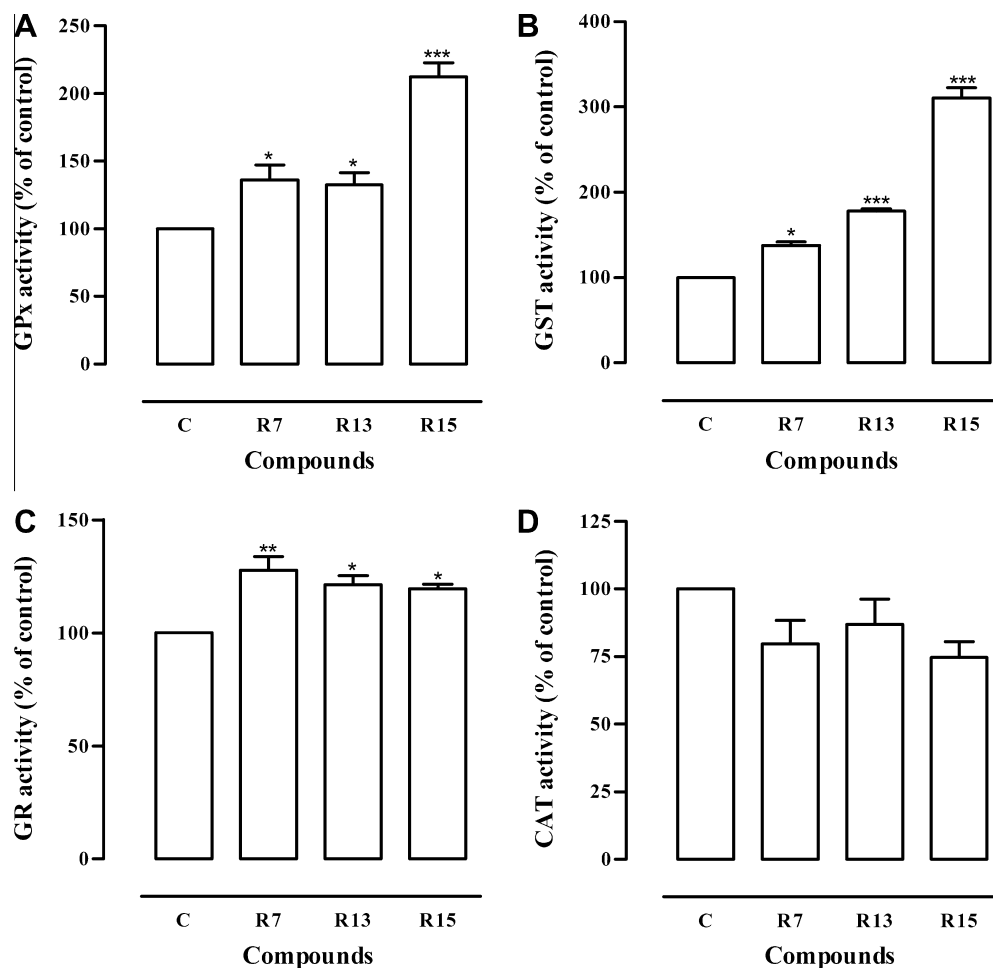 A
GPx activity (% of control)
250
200
150
100
50
0
*
*
***
C R7 R13 R15
Compounds
B
GST activity (% of control)
400
300
200
100
0
*
***
***
C R7 R13 R15
Compounds
C
GR activity (% of control)
150
100
50
0
**
*
*
C R7 R13 R15
Compounds
D
CAT activity (% of control)
125
100
75
50
25
0
C R7 R13 R15
Compounds